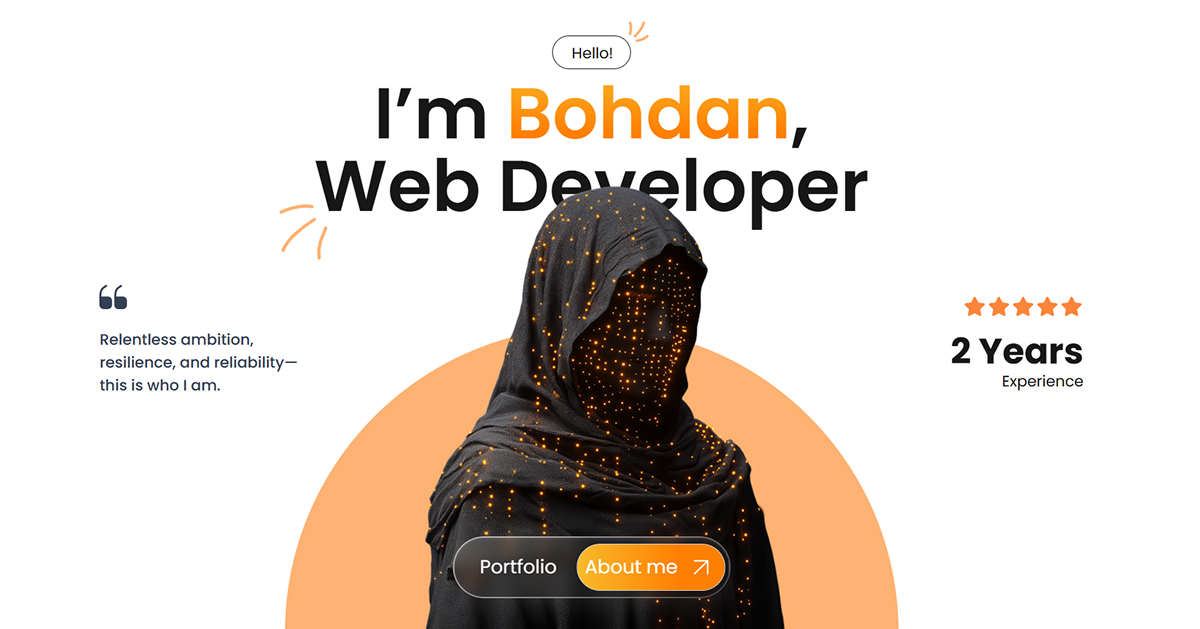 Hello!
I’m Bohdan,
Web Developer
Relentless ambition,
resilience, and reliability—
this is who I am.
2 Years
Experience
Portfolio
About me